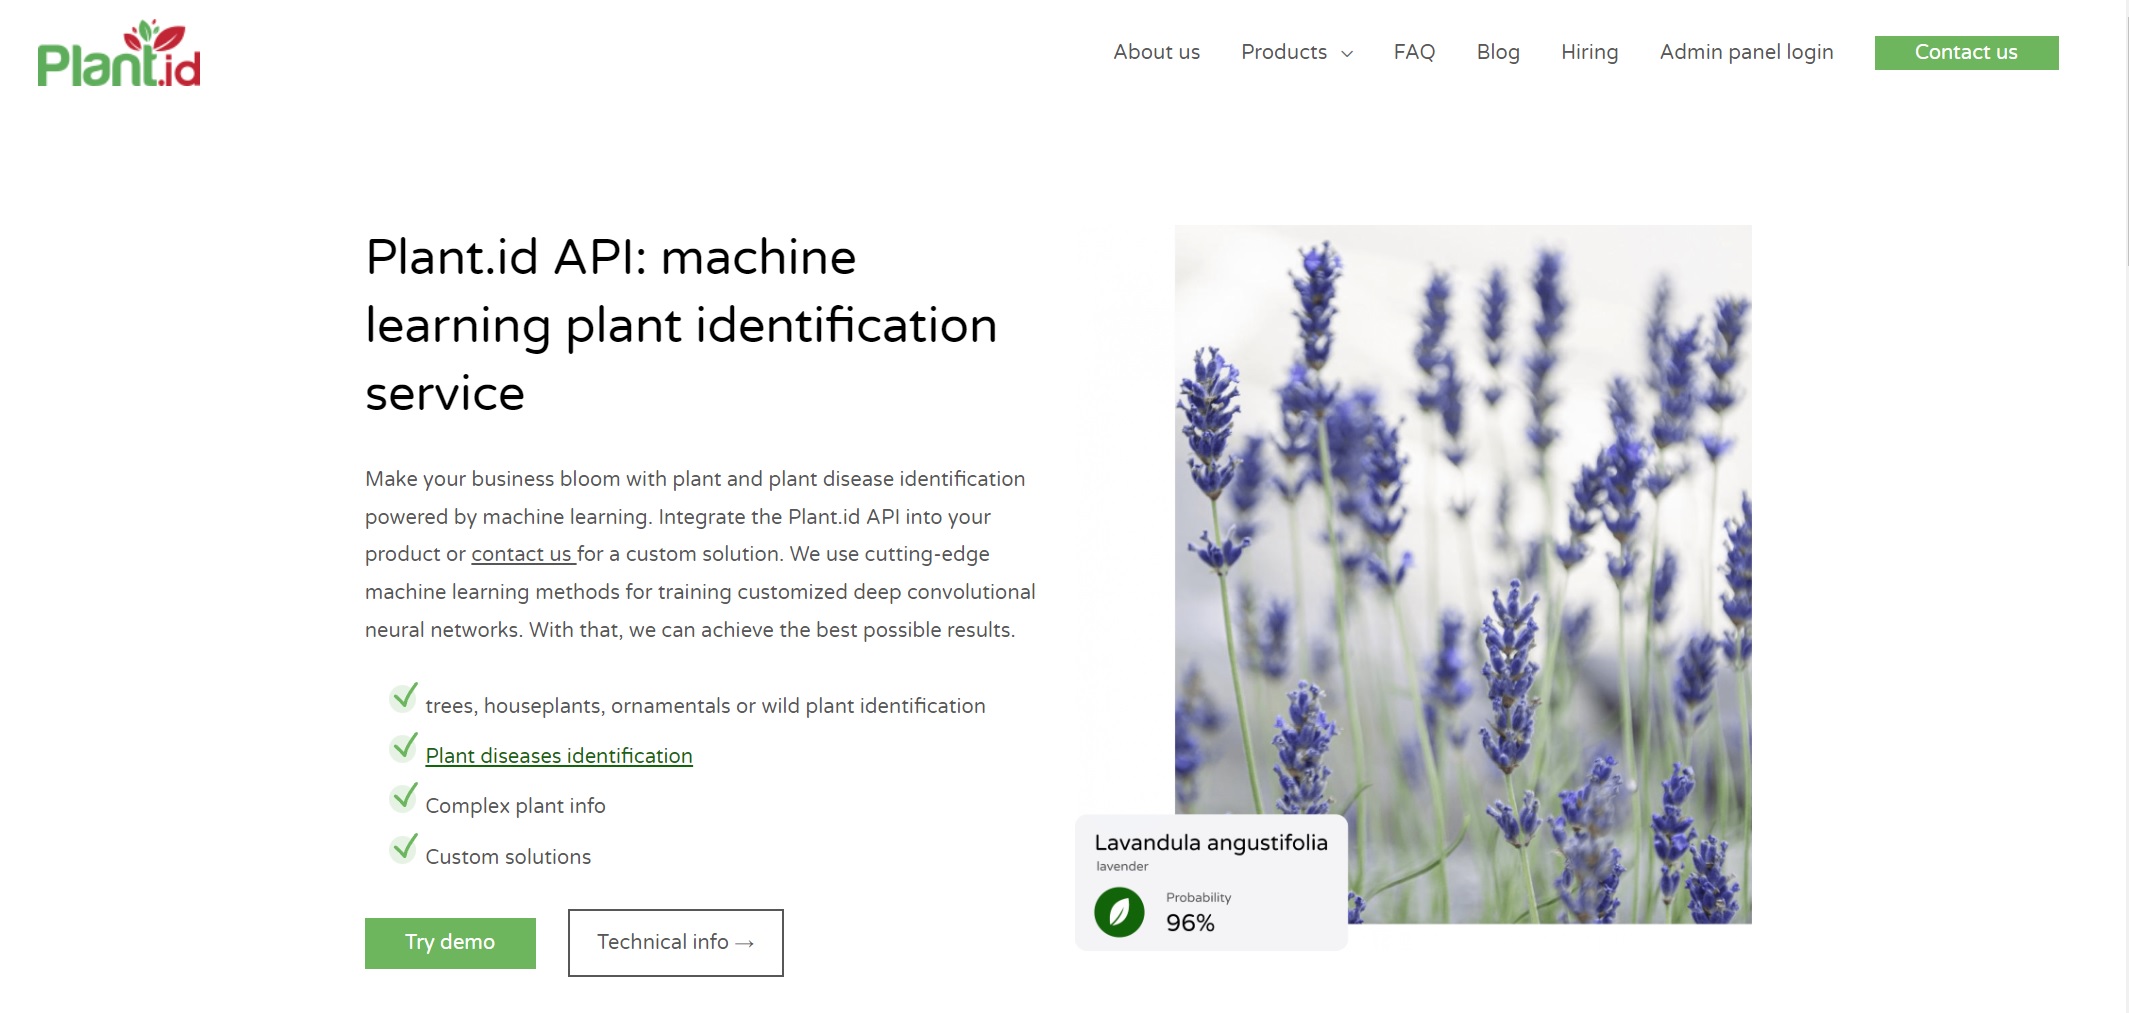 Plant.id
About us
Products
FAQ
Blog
Hiring
Admin panel login
Contact us
Plant.id API: machine
learning plant identification
service
Make your business bloom with plant and plant disease identification
powered by machine learning. Integrate the Plant.id API into your
product or contact us for a custom solution. We use cutting-edge
machine learning methods for training customized deep convolutional
neural networks. With that, we can achieve the best possible results.
trees, houseplants, ornamentals or wild plant identification
Plant diseases identification
Complex plant info
Custom solutions
Try demo
Technical info →
Lavandula angustifolia
lavender
Probability
96%